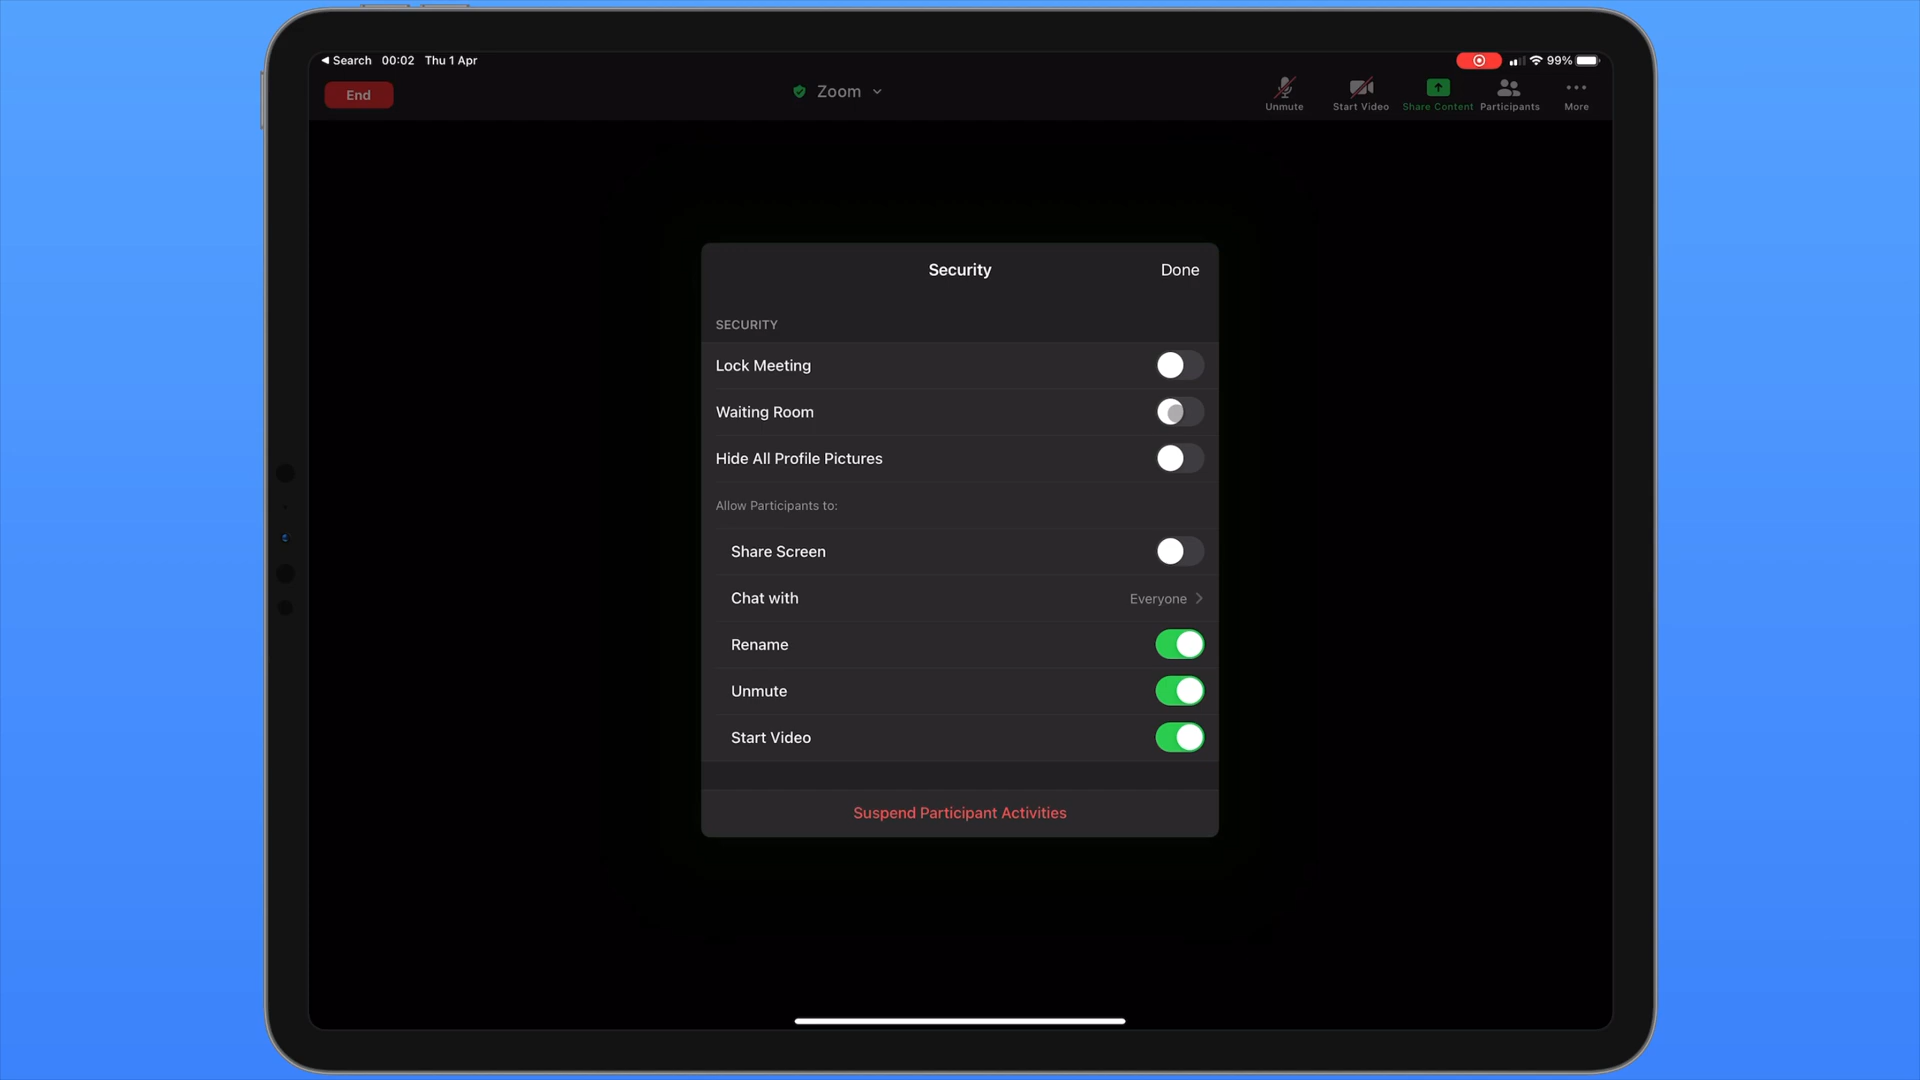 Search 00:02 Thu 1 Apr 99%
End
Zoom
Unmute Start Video Share Content Participants More
Security Done
SECURITY
Lock Meeting
Waiting Room
Hide All Profile Pictures
Allow Participants to:
Share Screen
Chat with Everyone
Rename
Unmute
Start Video
Suspend Participant Activities